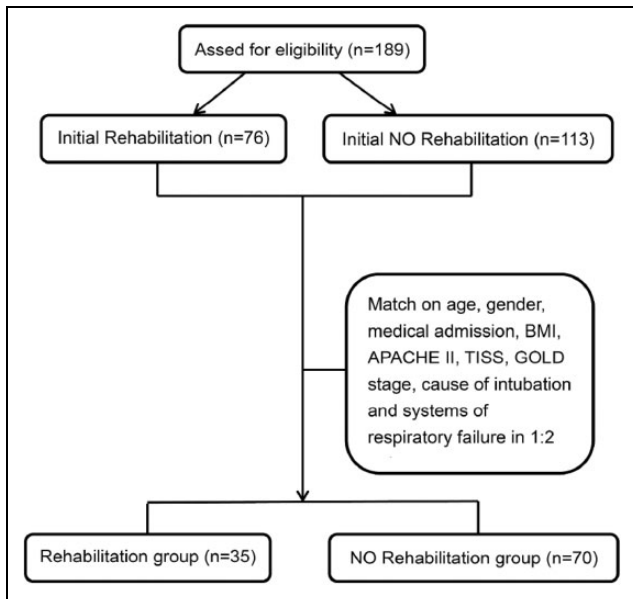 Assed for eligibility (n=189)
Initial Rehabilitation (n=76)
Initial NO Rehabilitation (n=113)
Match on age, gender,
medical admission, BMI,
APACHE II, TISS, GOLD
stage, cause of intubation
and systems of
respiratory failure in 1:2
Rehabilitation group (n=35)
NO Rehabilitation group (n=70)